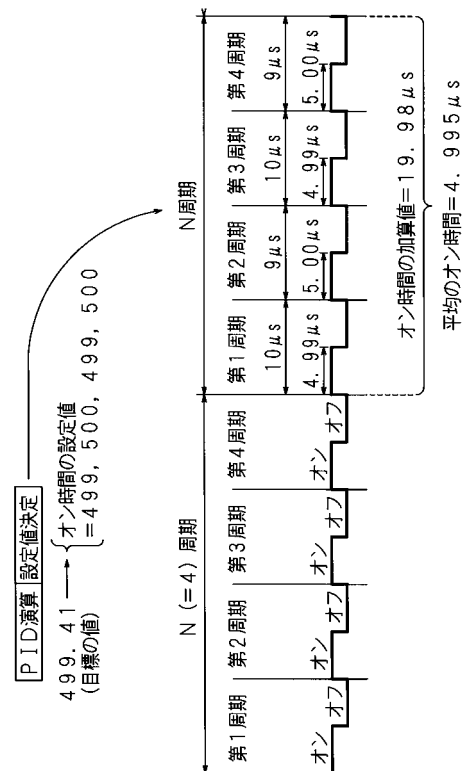 PID演算 設定値決定
499.41
(目標の値)
オン時間の設定値
=499, 500, 499, 500
N(=4)周期
N周期
第1周期 第2周期 第3周期 第4周期 第1周期 第2周期 第3周期 第4周期
10μs 9μs 10μs 9μs
オン オフ オン オフ オン オフ オン オフ 4.99μs 5.00μs 4.99μs 5.00μs
オン時間の加算値=19.98μs
平均のオン時間=4.995μs